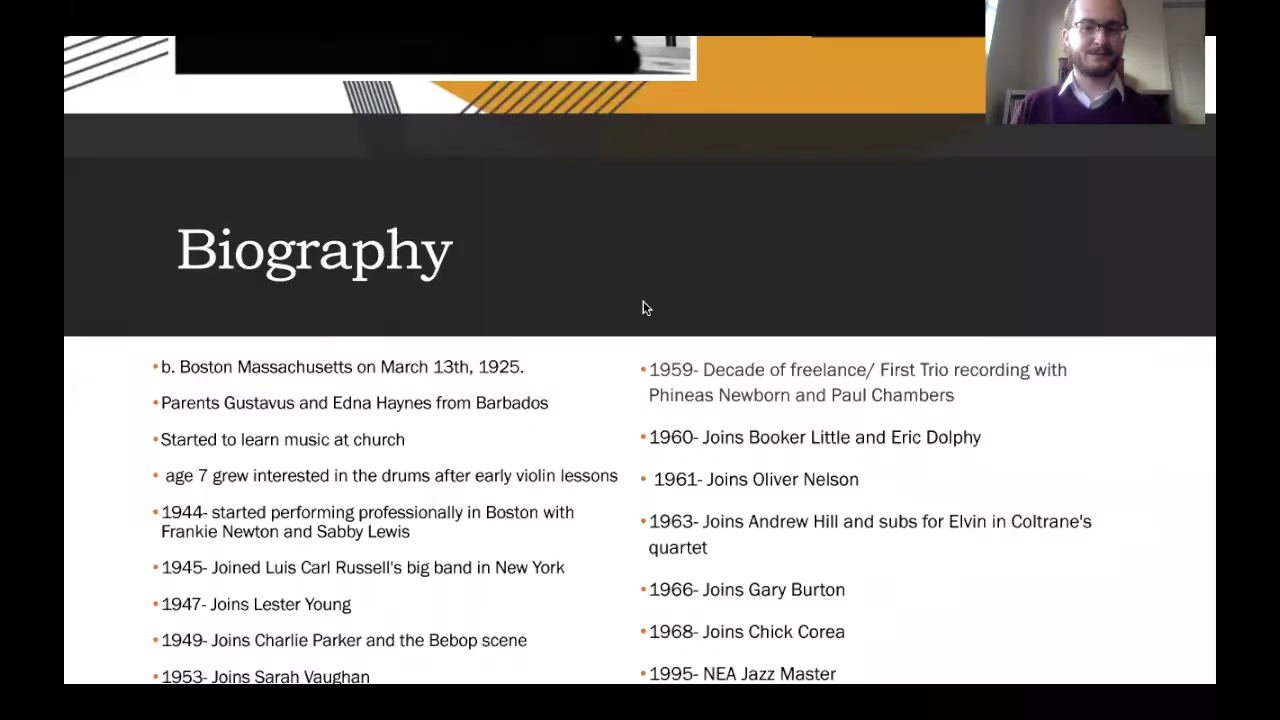 Biography
•b. Boston Massachusetts on March 13th, 1925.
•Parents Gustavus and Edna Haynes from Barbados
•Started to learn music at church
• age 7 grew interested in the drums after early violin lessons
•1944- started performing professionally in Boston with
Frankie Newton and Sabby Lewis
•1945- Joined Luis Carl Russell's big band in New York
•1947- Joins Lester Young
•1949- Joins Charlie Parker and the Bebop scene
•1953- Joins Sarah Vaughan
•1959- Decade of freelance/ First Trio recording with
Phineas Newborn and Paul Chambers
•1960- Joins Booker Little and Eric Dolphy
• 1961- Joins Oliver Nelson
•1963- Joins Andrew Hill and subs for Elvin in Coltrane's
quartet
•1966- Joins Gary Burton
•1968- Joins Chick Corea
•1995- NEA Jazz Master